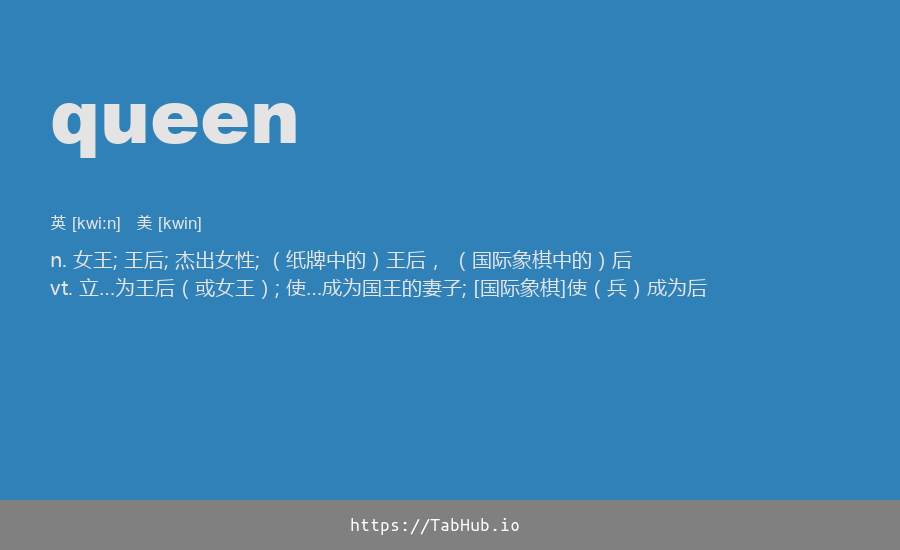 queen
英 [kwi:n] 美 [kwin]
n. 女王; 王后; 杰出女性; （纸牌中的）王后， （国际象棋中的）后
vt. 立…为王后（或女王）; 使…成为国王的妻子; [国际象棋]使（兵）成为后
https://TabHub.io